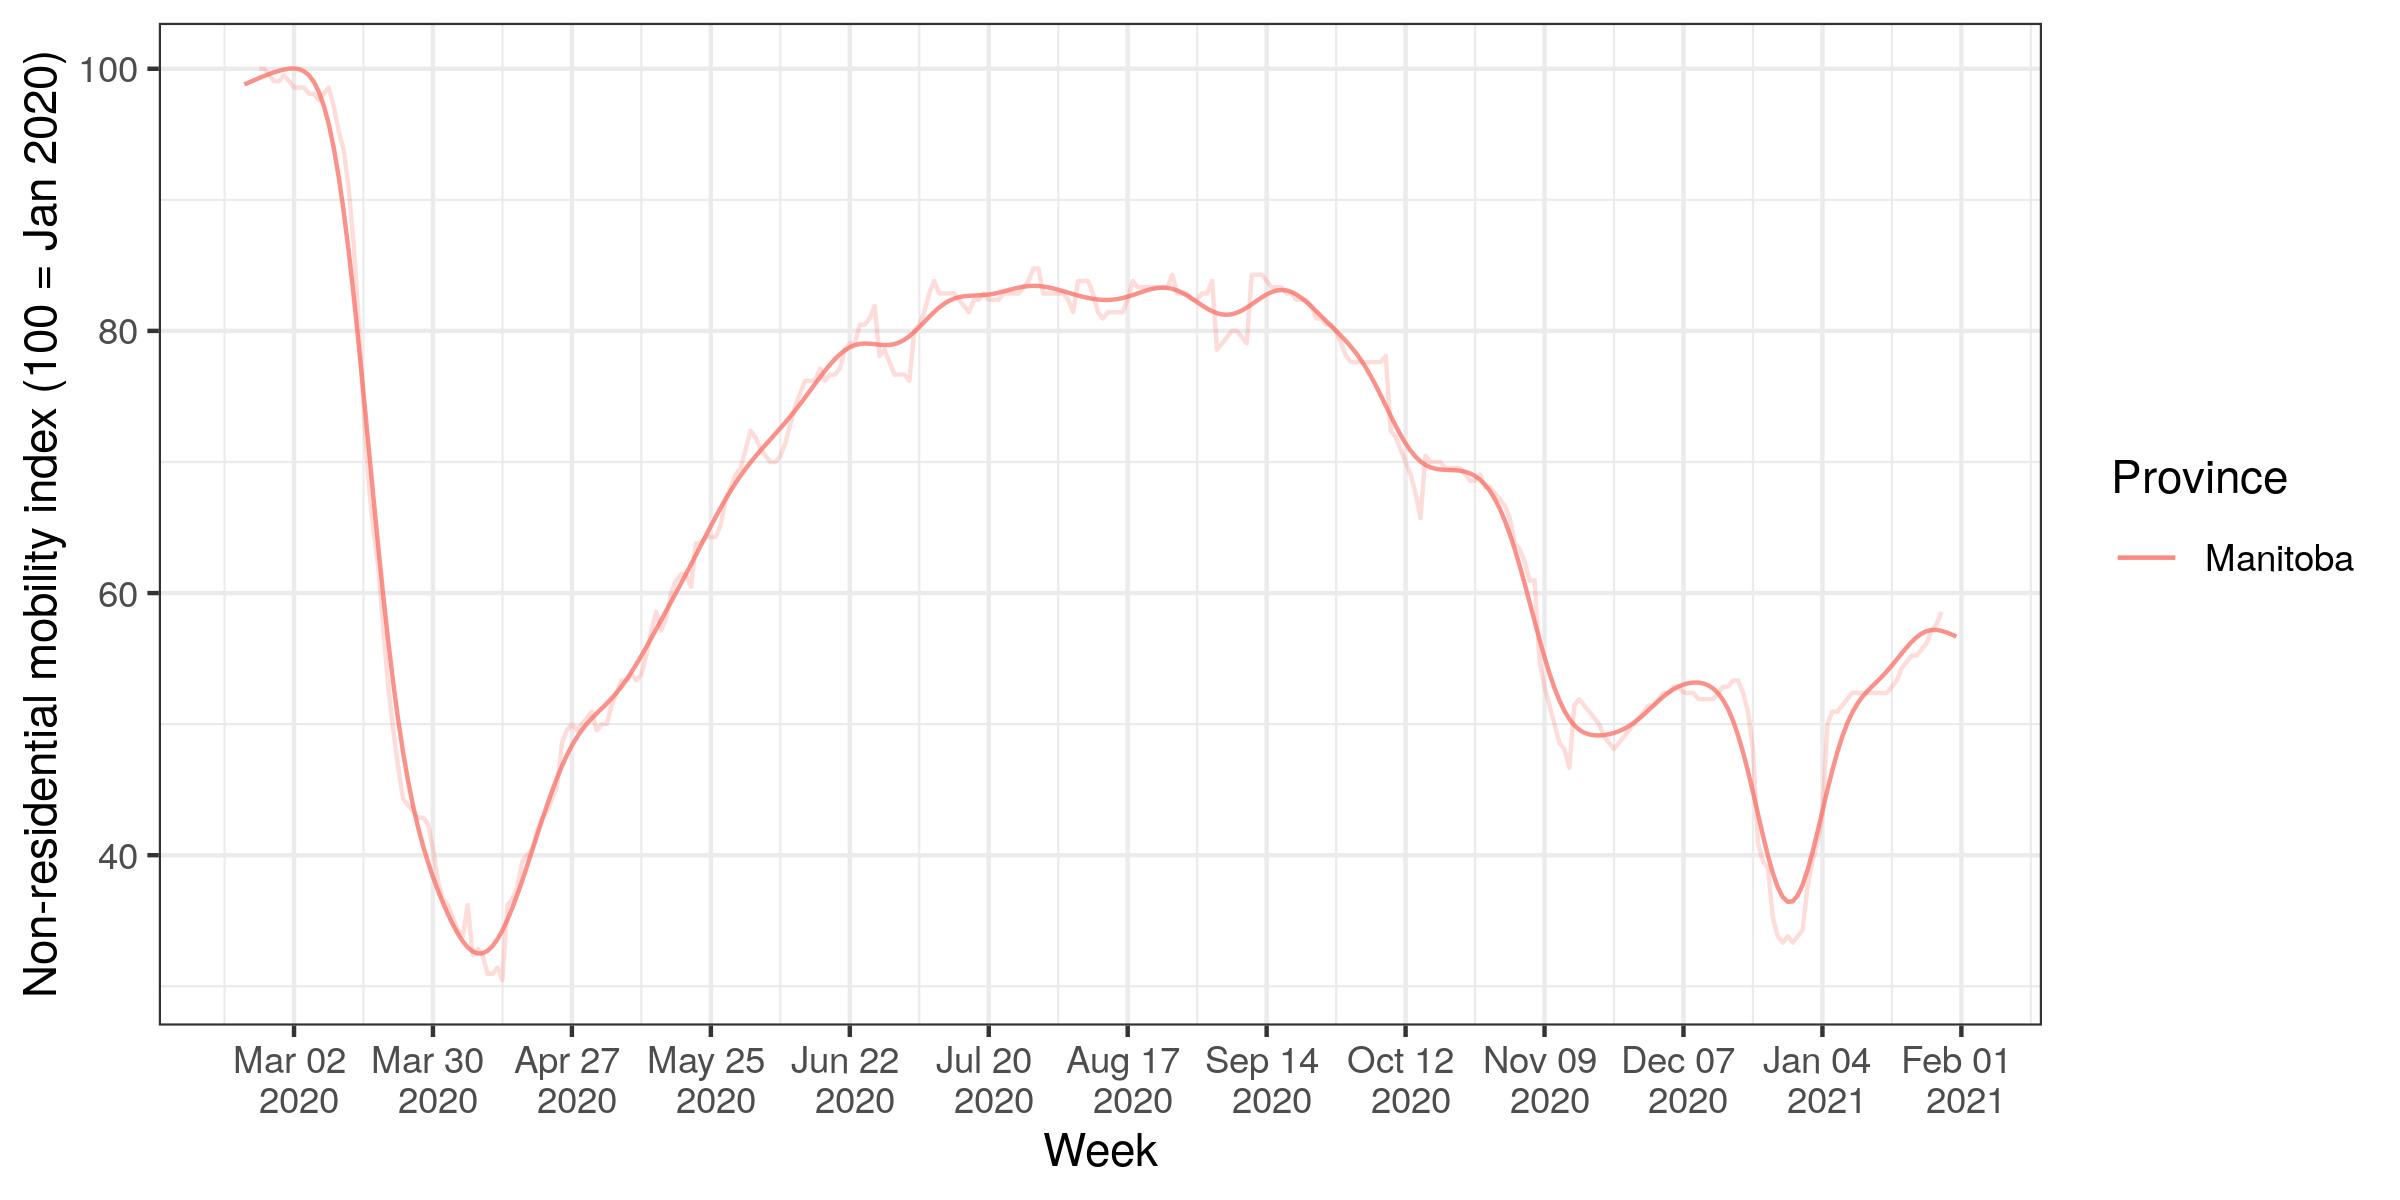 Non-residential mobility index (100 = Jan 2020)
100
80
60
40
Mar 02
2020
Mar 30
2020
Apr 27
2020
May 25
2020
Jun 22
2020
Jul 20
2020
Aug 17
2020
Sep 14
2020
Oct 12
2020
Nov 09
2020
Dec 07
2020
Jan 04
2021
Feb 01
2021
Week
Province
Manitoba